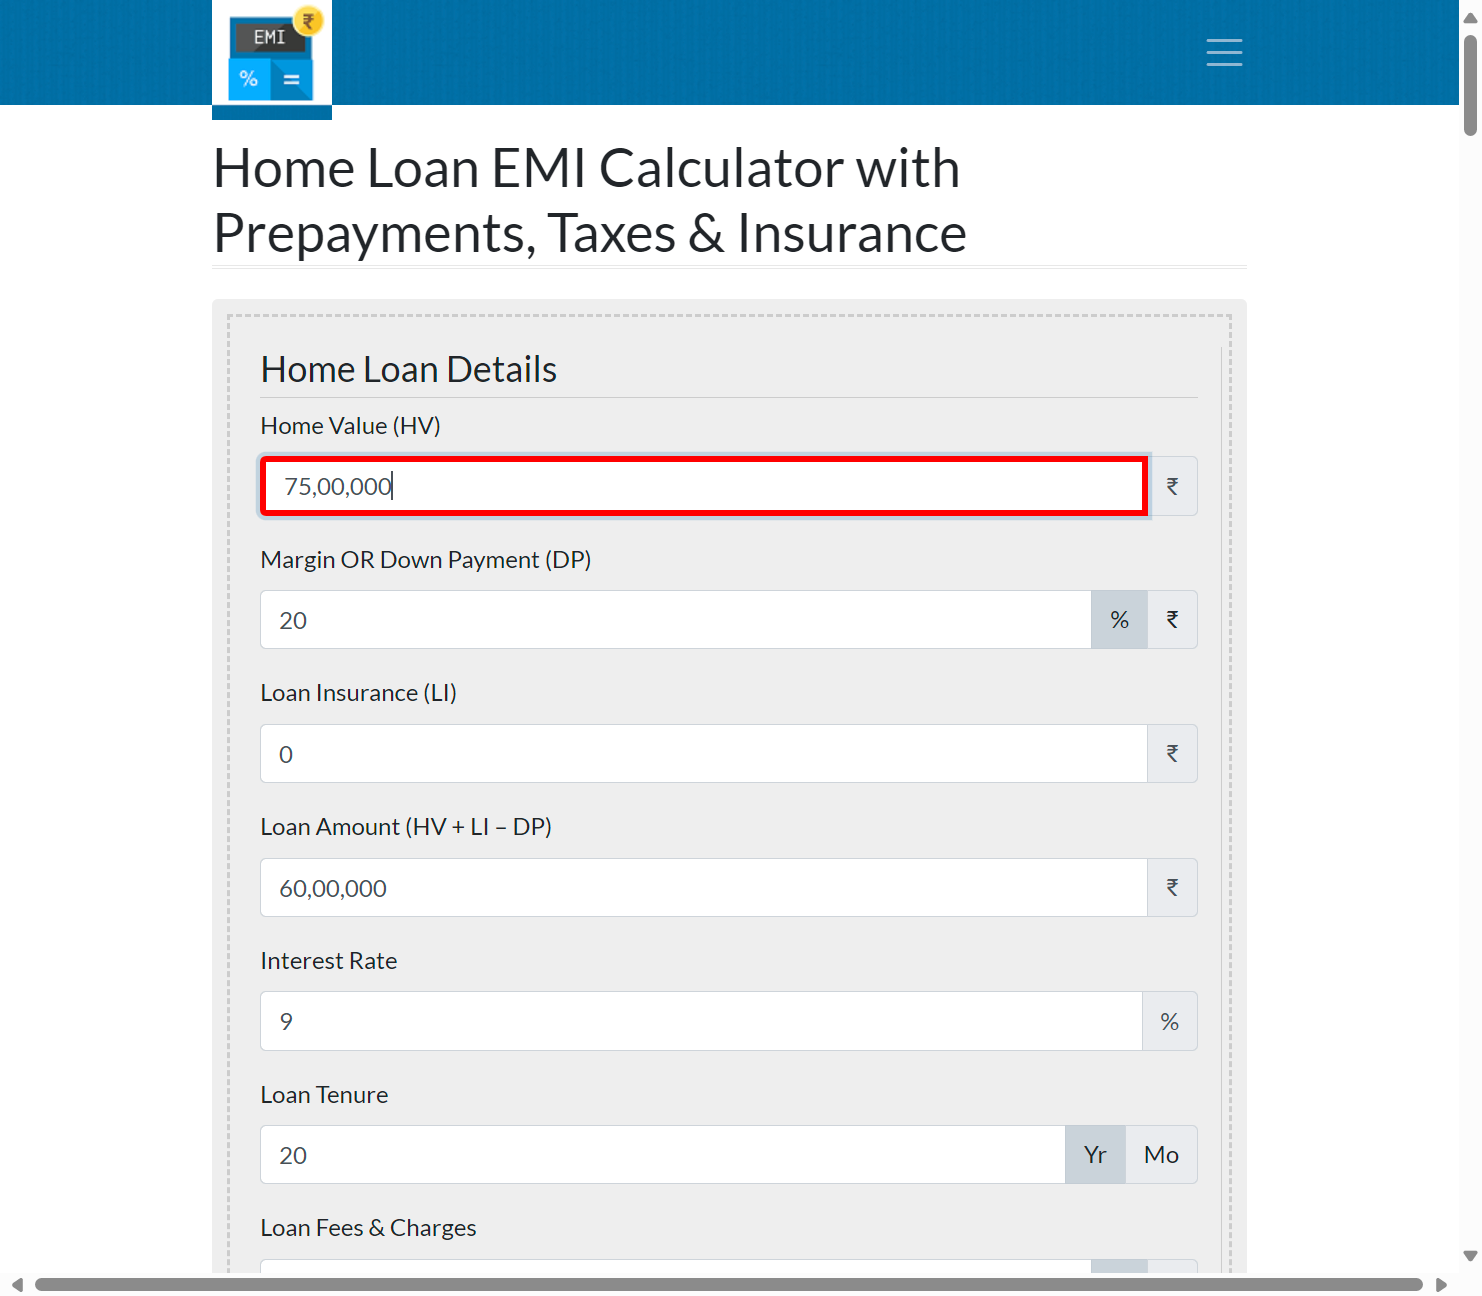 EMI ₹
% =
Home Loan EMI Calculator with
Prepayments, Taxes & Insurance
Home Loan Details
Home Value (HV)
75,00,000 ₹
Margin OR Down Payment (DP)
20 % ₹
Loan Insurance (LI)
0 ₹
Loan Amount (HV + LI – DP)
60,00,000 ₹
Interest Rate
9 %
Loan Tenure
20 Yr Mo
Loan Fees & Charges